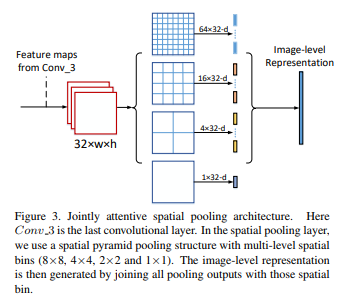 Feature maps
from Conv_3
32×w×h
64×32-d
16×32-d
4×32-d
1×32-d
Image-level
Representation
Figure 3. Jointly attentive spatial pooling architecture. Here
Conv_3 is the last convolutional layer. In the spatial pooling layer,
we use a spatial pyramid pooling structure with multi-level spatial
bins (8×8, 4×4, 2×2 and 1×1). The image-level representation
is then generated by joining all pooling outputs with those spatial
bin.